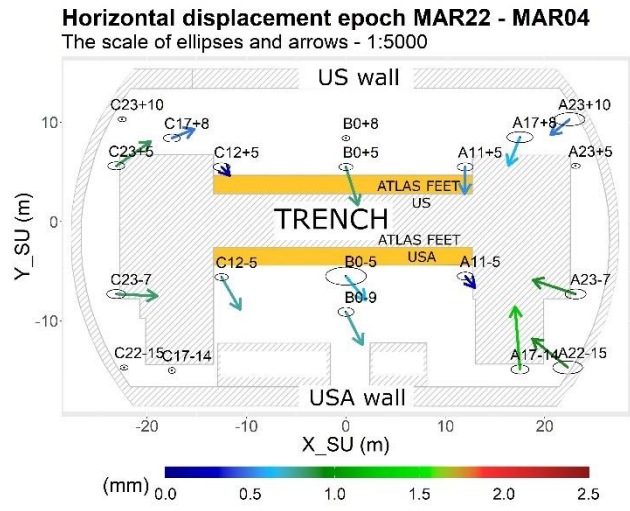 Horizontal displacement epoch MAR22 - MAR04
The scale of ellipses and arrows - 1:5000
US wall
C23+10
C17+8
B0+8
A17+8
A23+10
C23+5
C12+5
B0+5
A11+5
A23+5
ATLAS FEET
US
TRENCH
ATLAS FEET
USA
C23-7
C12-5
B0-5
A11-5
A23-7
B0-9
C22-15
C17-14
A17-14
A22-15
USA wall
10
0
-10
Y_SU (m)
-20
-10
0
10
20
X_SU (m)
(mm)
0.0
0.5
1.0
1.5
2.0
2.5